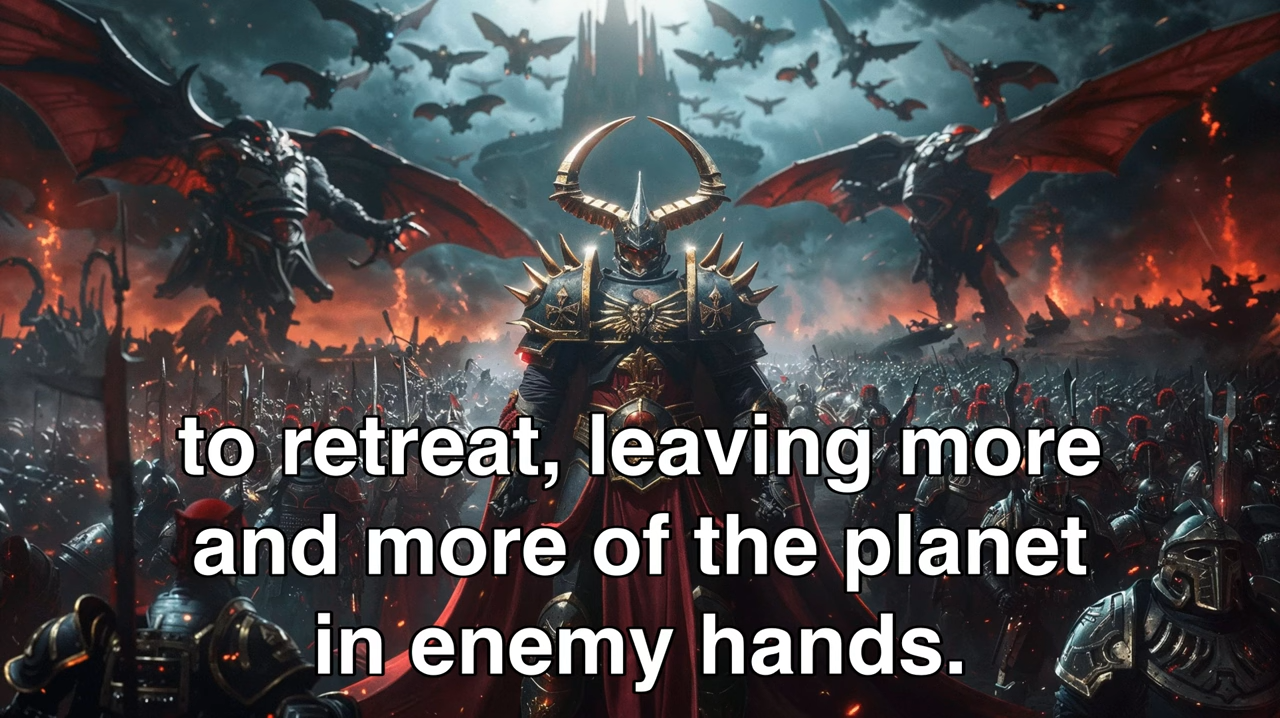 to retreat, leaving more
and more of the planet
in enemy hands.